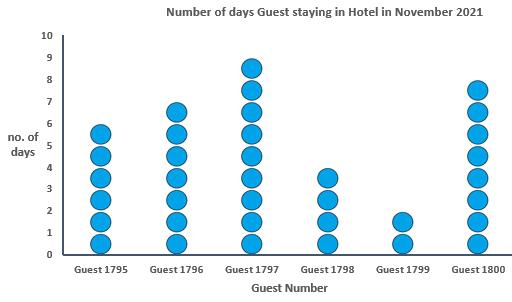 Number of days Guest staying in Hotel in November 2021
10
9
8
7
6
5
4
3
2
1
0
no. of
days
Guest 1795 Guest 1796 Guest 1797 Guest 1798 Guest 1799 Guest 1800
Guest Number